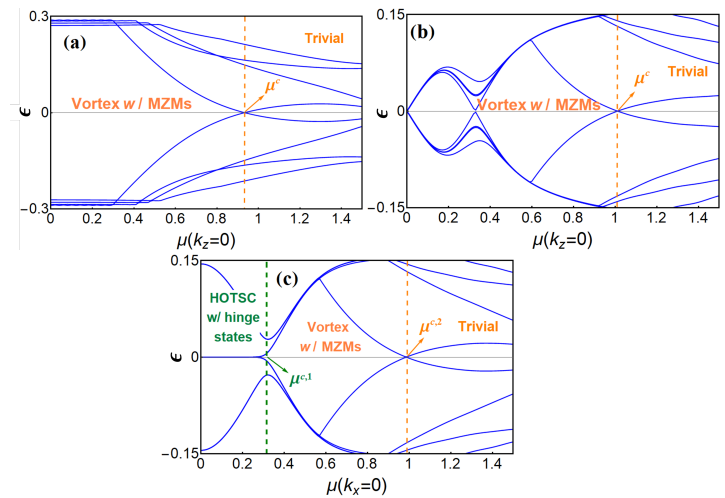 (a)
Trivial
μᶜ
Vortex w/ MZMs
ϵ
0.3
0
−0.3
0 0.2 0.4 0.6 0.8 1 1.2 1.4
μ(k_z=0)
(b)
Trivial
μᶜ
Vortex w/ MZMs
ϵ
0.15
0
−0.15
0 0.2 0.4 0.6 0.8 1 1.2 1.4
μ(k_z=0)
(c)
HOTSC
w/ hinge
states
Vortex
w/ MZMs
Trivial
μᶜ,²
μᶜ,¹
ϵ
0.15
0
−0.15
0 0.2 0.4 0.6 0.8 1 1.2 1.4
μ(k_x=0)